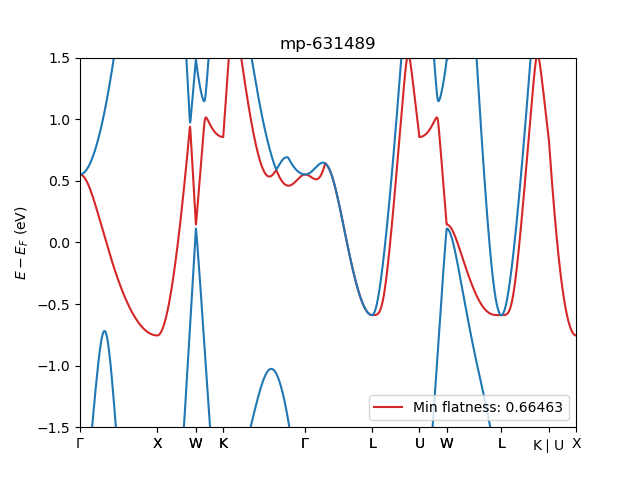 mp-631489
1.5
1.0
0.5
0.0
−0.5
−1.0
−1.5
E − E_F (eV)
Min flatness: 0.66463
Γ X W K Γ L U W L K | U X